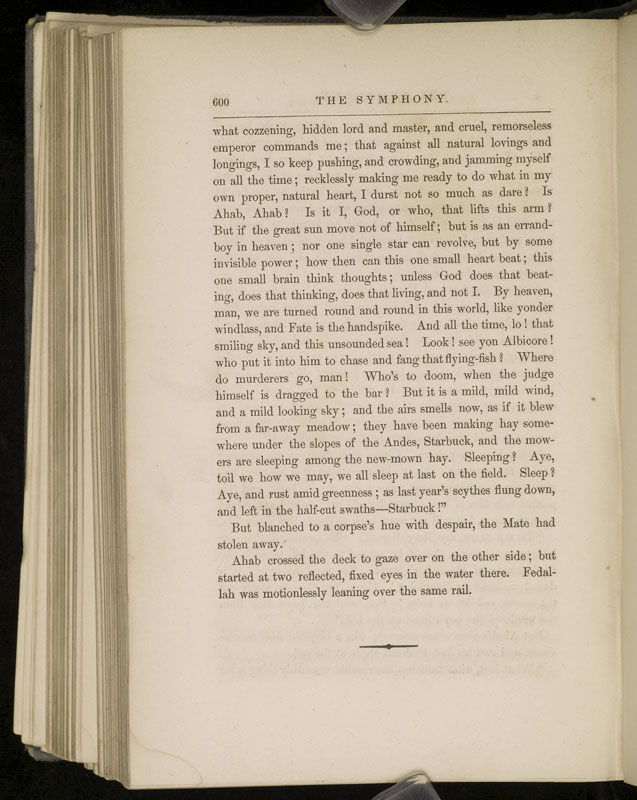 600
THE SYMPHONY.
what cozzening, hidden lord and master, and cruel, remorseless
emperor commands me; that against all natural lovings and
longings, I so keep pushing, and crowding, and jamming myself
on all the time; recklessly making me ready to do what in my
own proper, natural heart, I durst not so much as dare? Is
Ahab, Ahab? Is it I, God, or who, that lifts this arm?
But if the great sun move not of himself; but is as an errand-
boy in heaven; nor one single star can revolve, but by some
invisible power; how then can this one small heart beat; this
one small brain think thoughts; unless God does that beat-
ing, does that thinking, does that living, and not I. By heaven,
man, we are turned round and round in this world, like yonder
windlass, and Fate is the handspike. And all the time, lo! that
smiling sky, and this unsounded sea! Look! see yon Albicore!
who put it into him to chase and fang that flying-fish? Where
do murderers go, man! Who's to doom, when the judge
himself is dragged to the bar? But it is a mild, mild wind,
and a mild looking sky; and the airs smells now, as if it blew
from a far-away meadow; they have been making hay some-
where under the slopes of the Andes, Starbuck, and the mow-
ers are sleeping among the new-mown hay. Sleeping? Aye,
toil we how we may, we all sleep at last on the field. Sleep?
Aye, and rust amid greenness; as last year's scythes flung down,
and left in the half-cut swaths—Starbuck!"
But blanched to a corpse's hue with despair, the Mate had
stolen away.
Ahab crossed the deck to gaze over on the other side; but
started at two reflected, fixed eyes in the water there. Fedal-
lah was motionlessly leaning over the same rail.